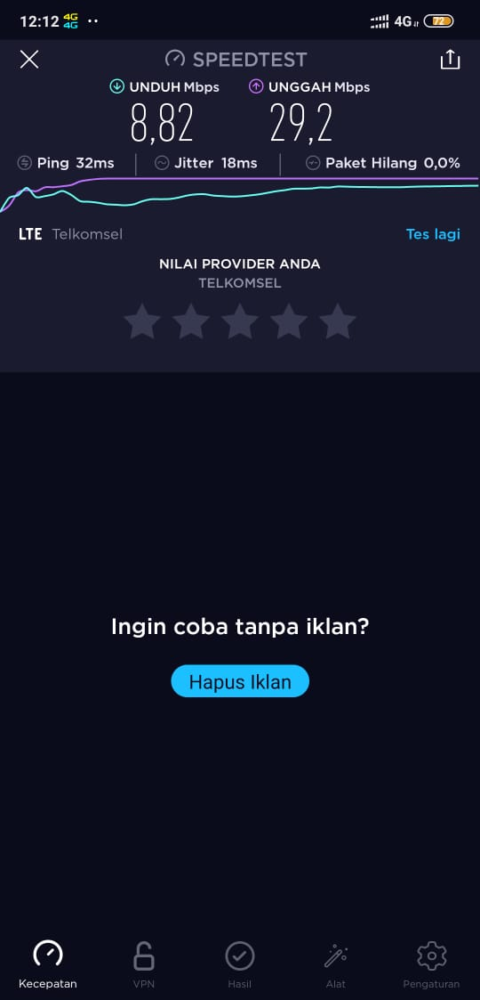 12:12 4G 4G 4G 72
SPEEDTEST
UNDUH Mbps UNGGAH Mbps
8,82 29,2
Ping 32ms Jitter 18ms Paket Hilang 0,0%
LTE Telkomsel Tes lagi
NILAI PROVIDER ANDA
TELKOMSEL
Ingin coba tanpa iklan?
Hapus Iklan
Kecepatan VPN Hasil Alat Pengaturan